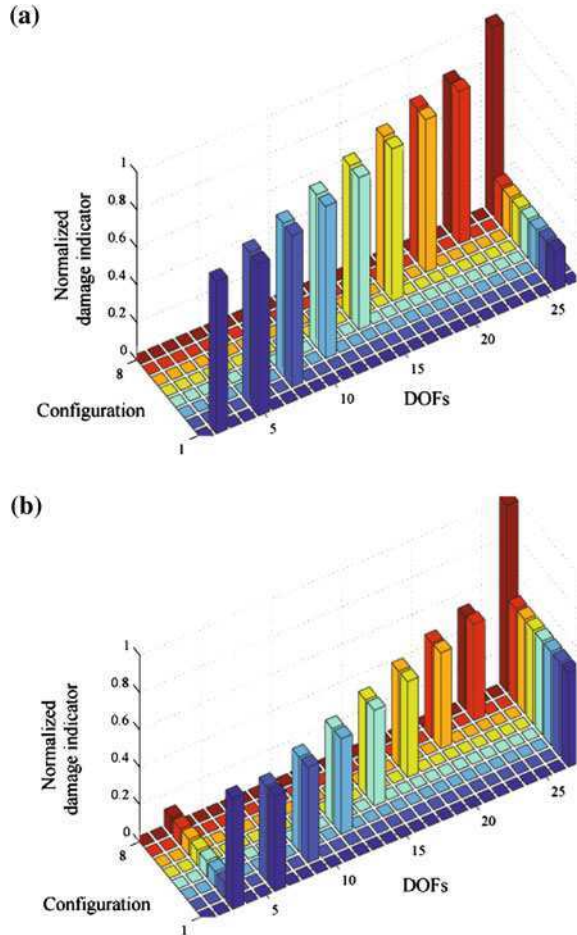 (a)
1
0.8
0.6
0.4
0.2
0
Normalized
damage indicator
8
Configuration
1
5
10
15
20
25
DOFs
(b)
1
0.8
0.6
0.4
0.2
0
Normalized
damage indicator
8
Configuration
1
5
10
15
20
25
DOFs